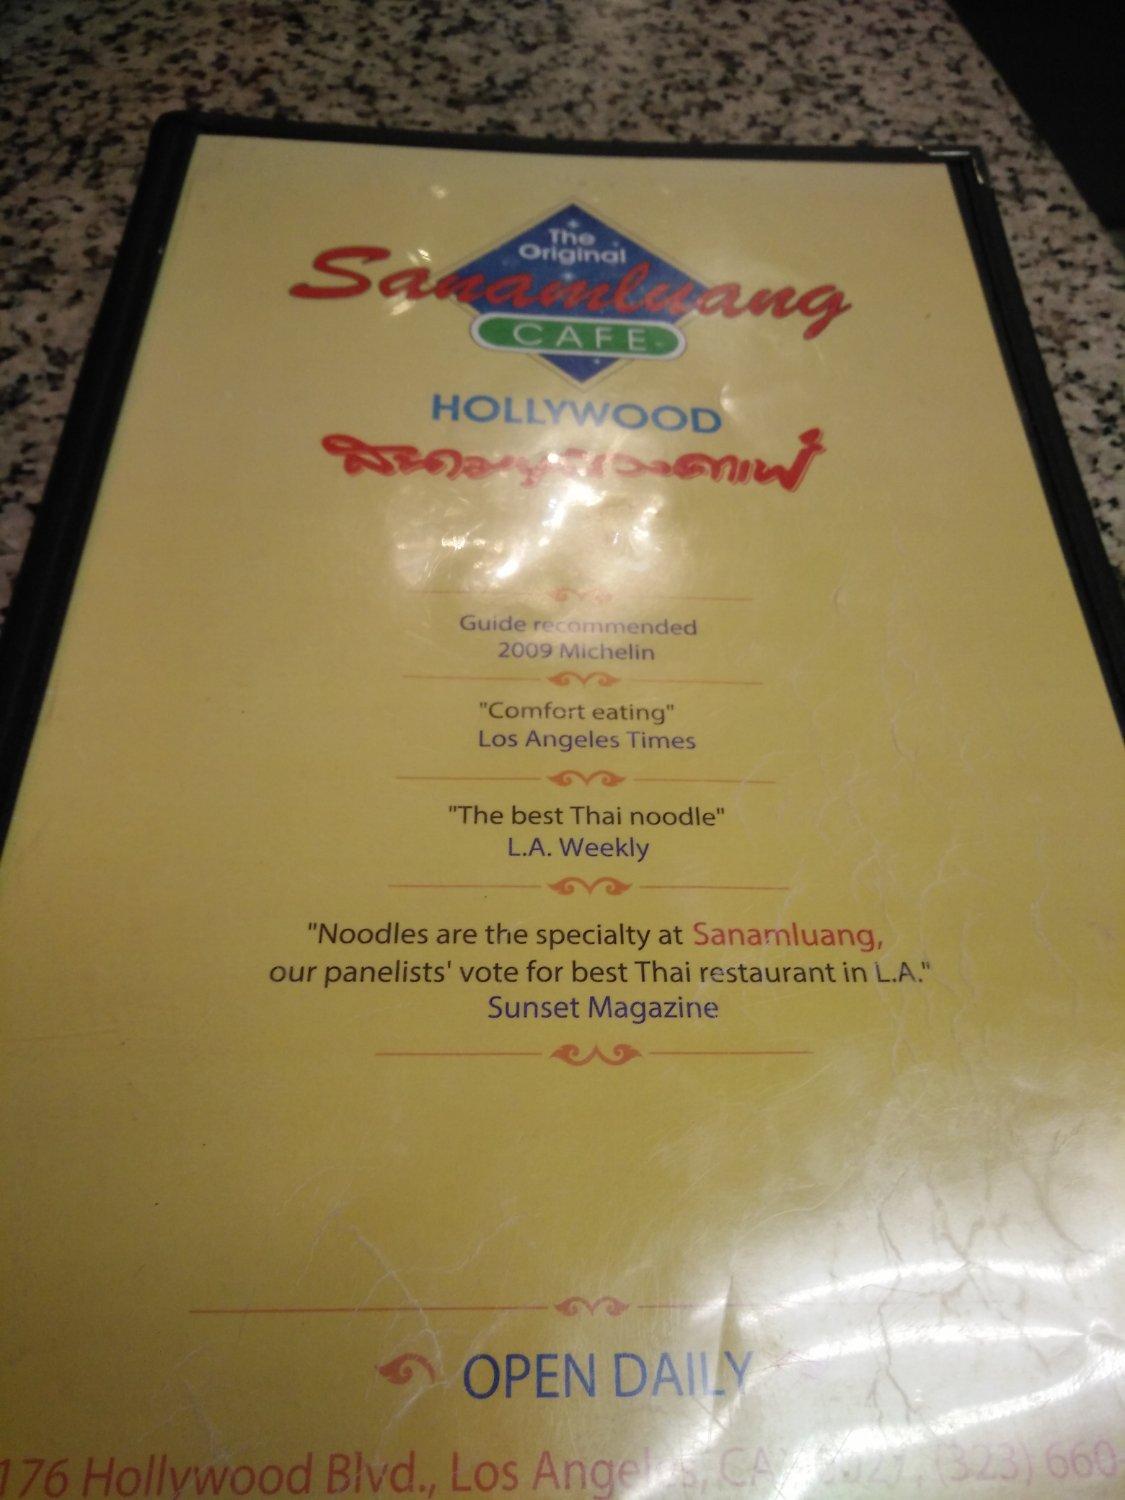 The
Original
Sanamluang
CAFE
HOLLYWOOD
Guide recommended
2009 Michelin
"Comfort eating"
Los Angeles Times
"The best Thai noodle"
L.A. Weekly
"Noodles are the specialty at Sanamluang,
our panelists' vote for best Thai restaurant in L.A."
Sunset Magazine
OPEN DAILY
176 Hollywood Blvd., Los Angeles, CA (323) 660-